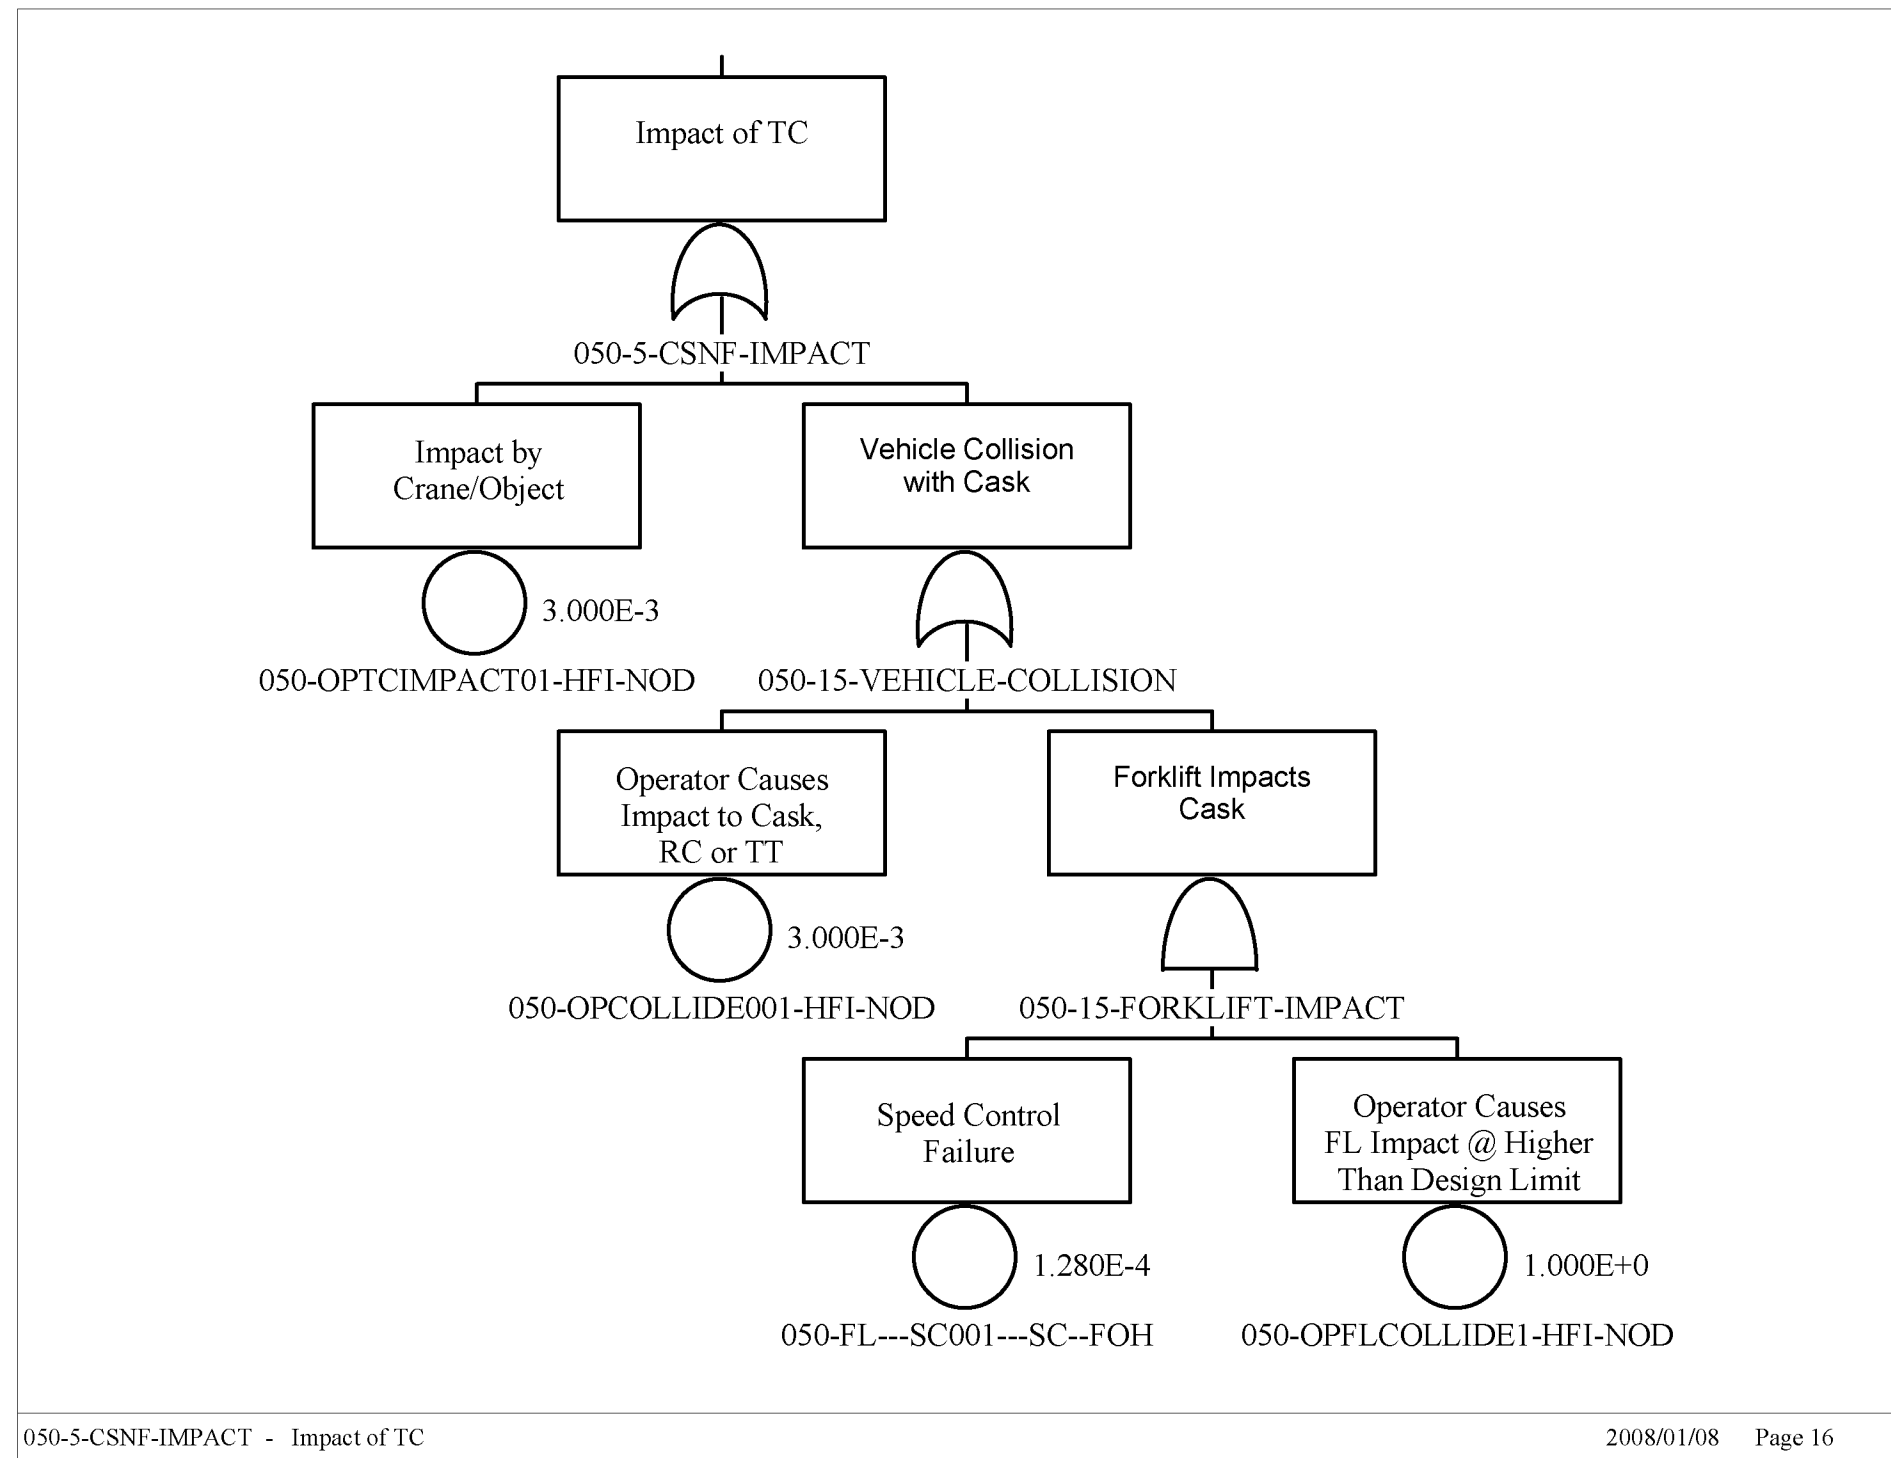 Impact of TC
050-5-CSNF-IMPACT
Impact by
Crane/Object
3.000E-3
050-OPTCIMPACT01-HFI-NOD
Vehicle Collision
with Cask
050-15-VEHICLE-COLLISION
Operator Causes
Impact to Cask,
RC or TT
3.000E-3
050-OPCOLLIDE001-HFI-NOD
Forklift Impacts
Cask
050-15-FORKLIFT-IMPACT
Speed Control
Failure
1.280E-4
050-FL---SC001---SC--FOH
Operator Causes
FL Impact @ Higher
Than Design Limit
1.000E+0
050-OPFLCOLLIDE1-HFI-NOD
050-5-CSNF-IMPACT - Impact of TC
2008/01/08 Page 16